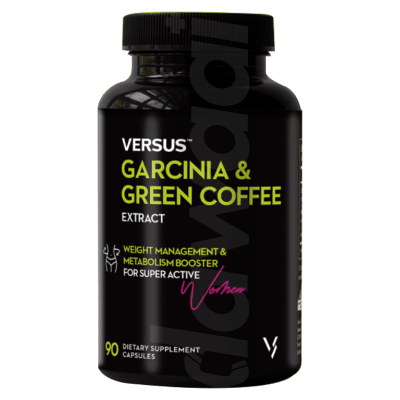 VERSUS™
GARCINIA &
GREEN COFFEE
EXTRACT
WEIGHT MANAGEMENT &
METABOLISM BOOSTER
FOR SUPER ACTIVE
Women
90 DIETARY SUPPLEMENT
CAPSULES